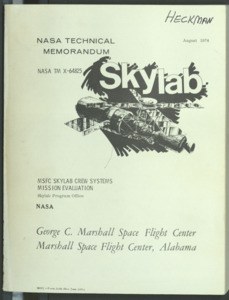 HECKMAN
NASA TECHNICAL
MEMORANDUM
August 1974
NASA TM X-64825
Skylab
MSFC SKYLAB CREW SYSTEMS
MISSION EVALUATION
Skylab Program Office
NASA
George C. Marshall Space Flight Center
Marshall Space Flight Center, Alabama